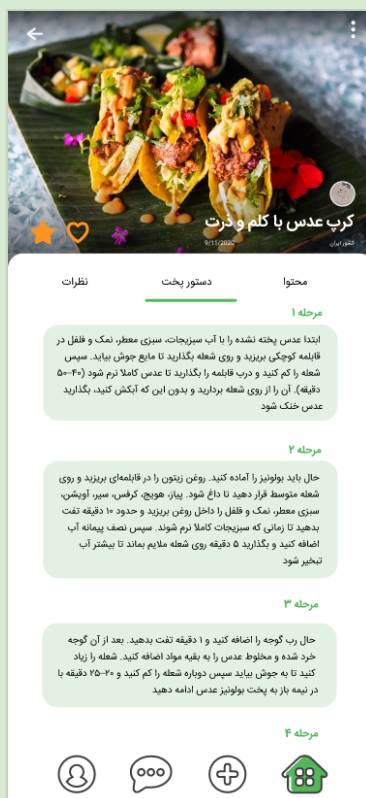 کرپ عدس با کلم و ذرت
کشور ایران
9/11/2020
محتوا
دستور پخت
نظرات
مرحله ۱
ابتدا عدس پخته نشده را با آب سبزیجات، سبزی معطر، نمک و فلفل در
قابلمه کوچکی بریزید و روی شعله بگذارید تا مایع جوش بیاید. سپس
شعله را کم کنید و درب قابلمه را بگذارید تا عدس کاملا نرم شود (۴۰-۵۰
دقیقه). آن را از روی شعله بردارید و بدون این که آبکش کنید، بگذارید
عدس خنک شود
مرحله ۲
حال باید بولونیز را آماده کنید. روغن زیتون را در قابلمه‌ای بریزید و روی
شعله متوسط قرار دهید تا داغ شود. پیاز، هویج، کرفس، سیر، آویشن،
سبزی معطر، نمک و فلفل را داخل روغن بریزید و حدود ۱۰ دقیقه تفت
بدهید تا زمانی که سبزیجات کاملا نرم شوند. سپس نصف پیمانه آب
اضافه کنید و بگذارید ۵ دقیقه روی شعله ملایم بماند تا بیشتر آب
تبخیر شود
مرحله ۳
حال رب گوجه را اضافه کنید و ۱ دقیقه تفت بدهید. بعد از آن گوجه
خرد شده و مخلوط عدس را به بقیه مواد اضافه کنید. شعله را زیاد
کنید تا به جوش بیاید سپس دوباره شعله را کم کنید و ۲۰-۲۵ دقیقه با
در نیمه باز به پخت بولونیز عدس ادامه دهید
مرحله ۴